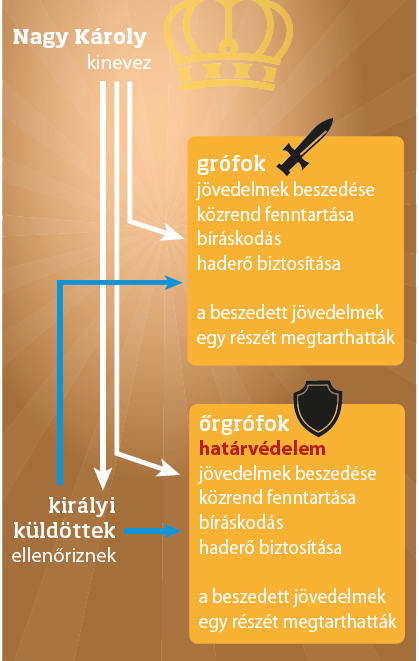 Nagy Károly
kinevez
grófok
jövedelmek beszedése
közrend fenntartása
bíráskodás
haderő biztosítása
a beszedett jövedelmek
egy részét megtarthatták
őrgrófok
határvédelem
jövedelmek beszedése
közrend fenntartása
bíráskodás
haderő biztosítása
a beszedett jövedelmek
egy részét megtarthatták
királyi
küldöttek
ellenőriznek